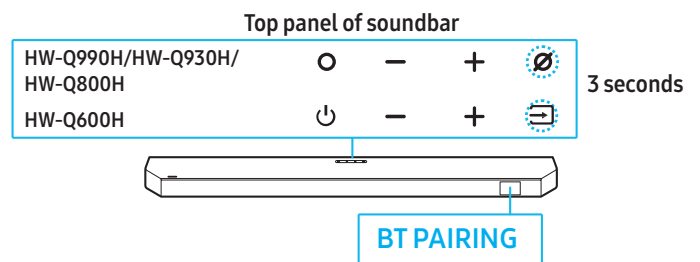 Top panel of soundbar
HW-Q990H/HW-Q930H/
HW-Q800H
3 seconds
HW-Q600H
BT PAIRING